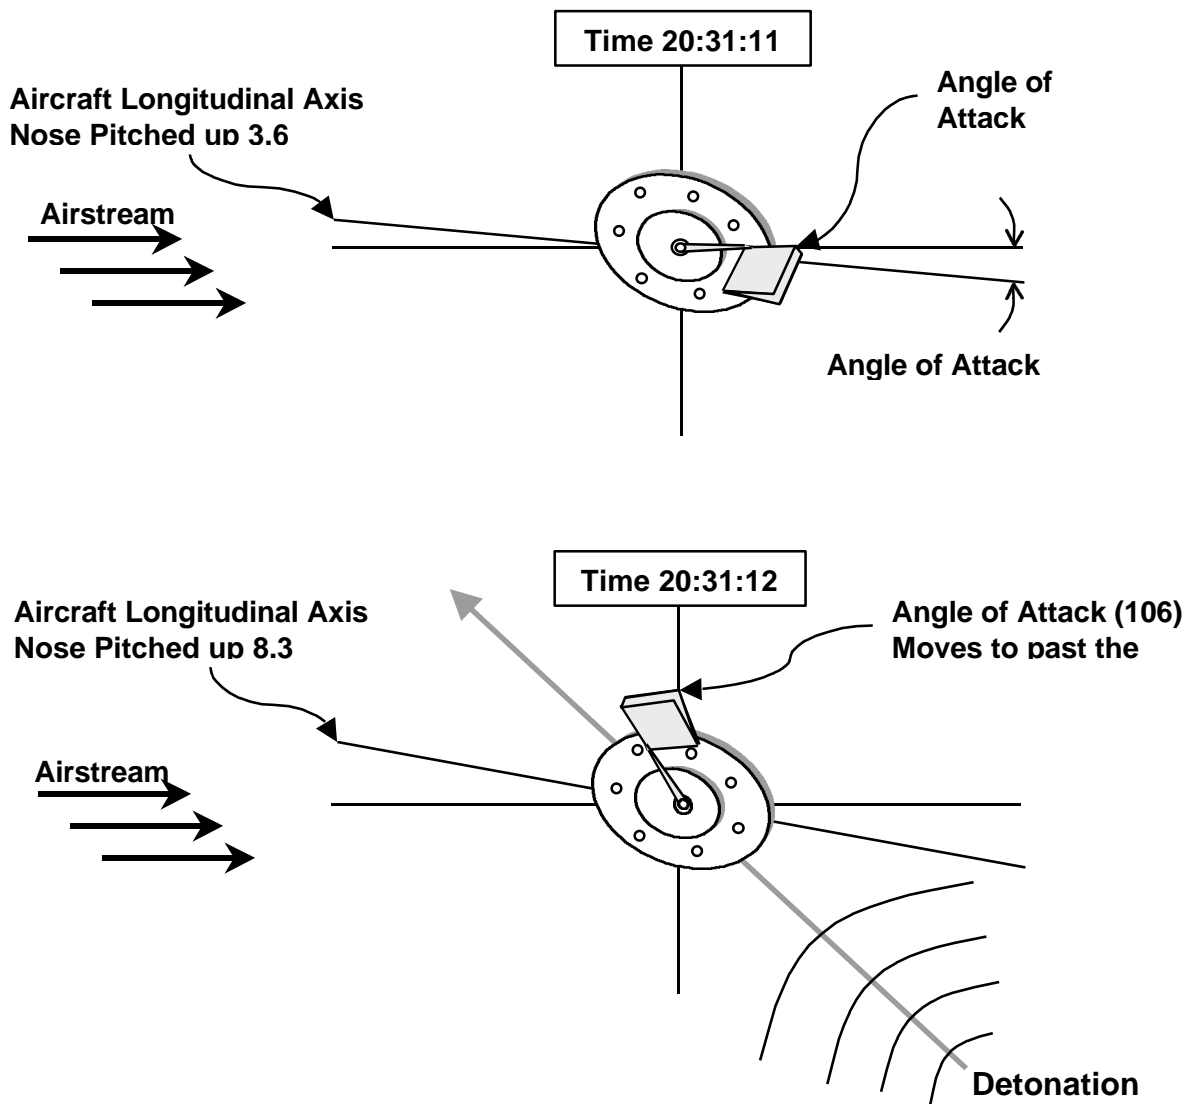 Time 20:31:11
Aircraft Longitudinal Axis
Nose Pitched up 3.6
Angle of
Attack
Airstream
Angle of Attack
Time 20:31:12
Aircraft Longitudinal Axis
Nose Pitched up 8.3
Angle of Attack (106)
Moves to past the
Airstream
Detonation